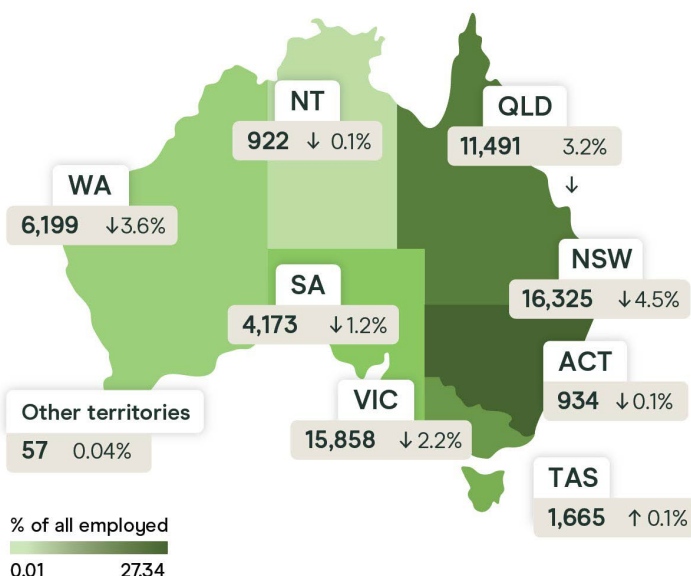 NT
922 ↓ 0.1%
QLD
11,491 3.2%
↓
WA
6,199 ↓3.6%
NSW
16,325 ↓4.5%
SA
4,173 ↓1.2%
ACT
934 ↓0.1%
VIC
15,858 ↓2.2%
Other territories
57 0.04%
TAS
1,665 ↑ 0.1%
% of all employed
0.01 27.34